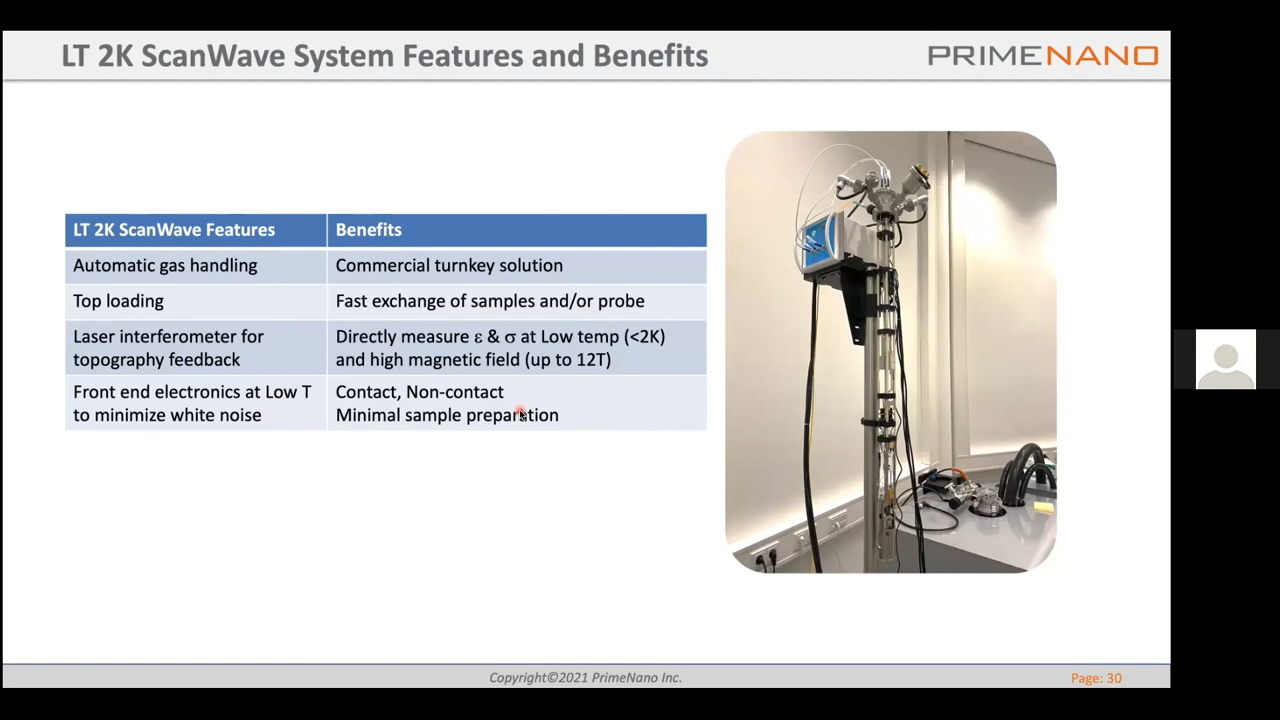 LT 2K ScanWave System Features and Benefits
PRIMENANO
LT 2K ScanWave Features
Benefits
Automatic gas handling
Commercial turnkey solution
Top loading
Fast exchange of samples and/or probe
Laser interferometer for
topography feedback
Directly measure ε & σ at Low temp (<2K)
and high magnetic field (up to 12T)
Front end electronics at Low T
to minimize white noise
Contact, Non-contact
Minimal sample preparation
Copyright©2021 PrimeNano Inc.
Page: 30